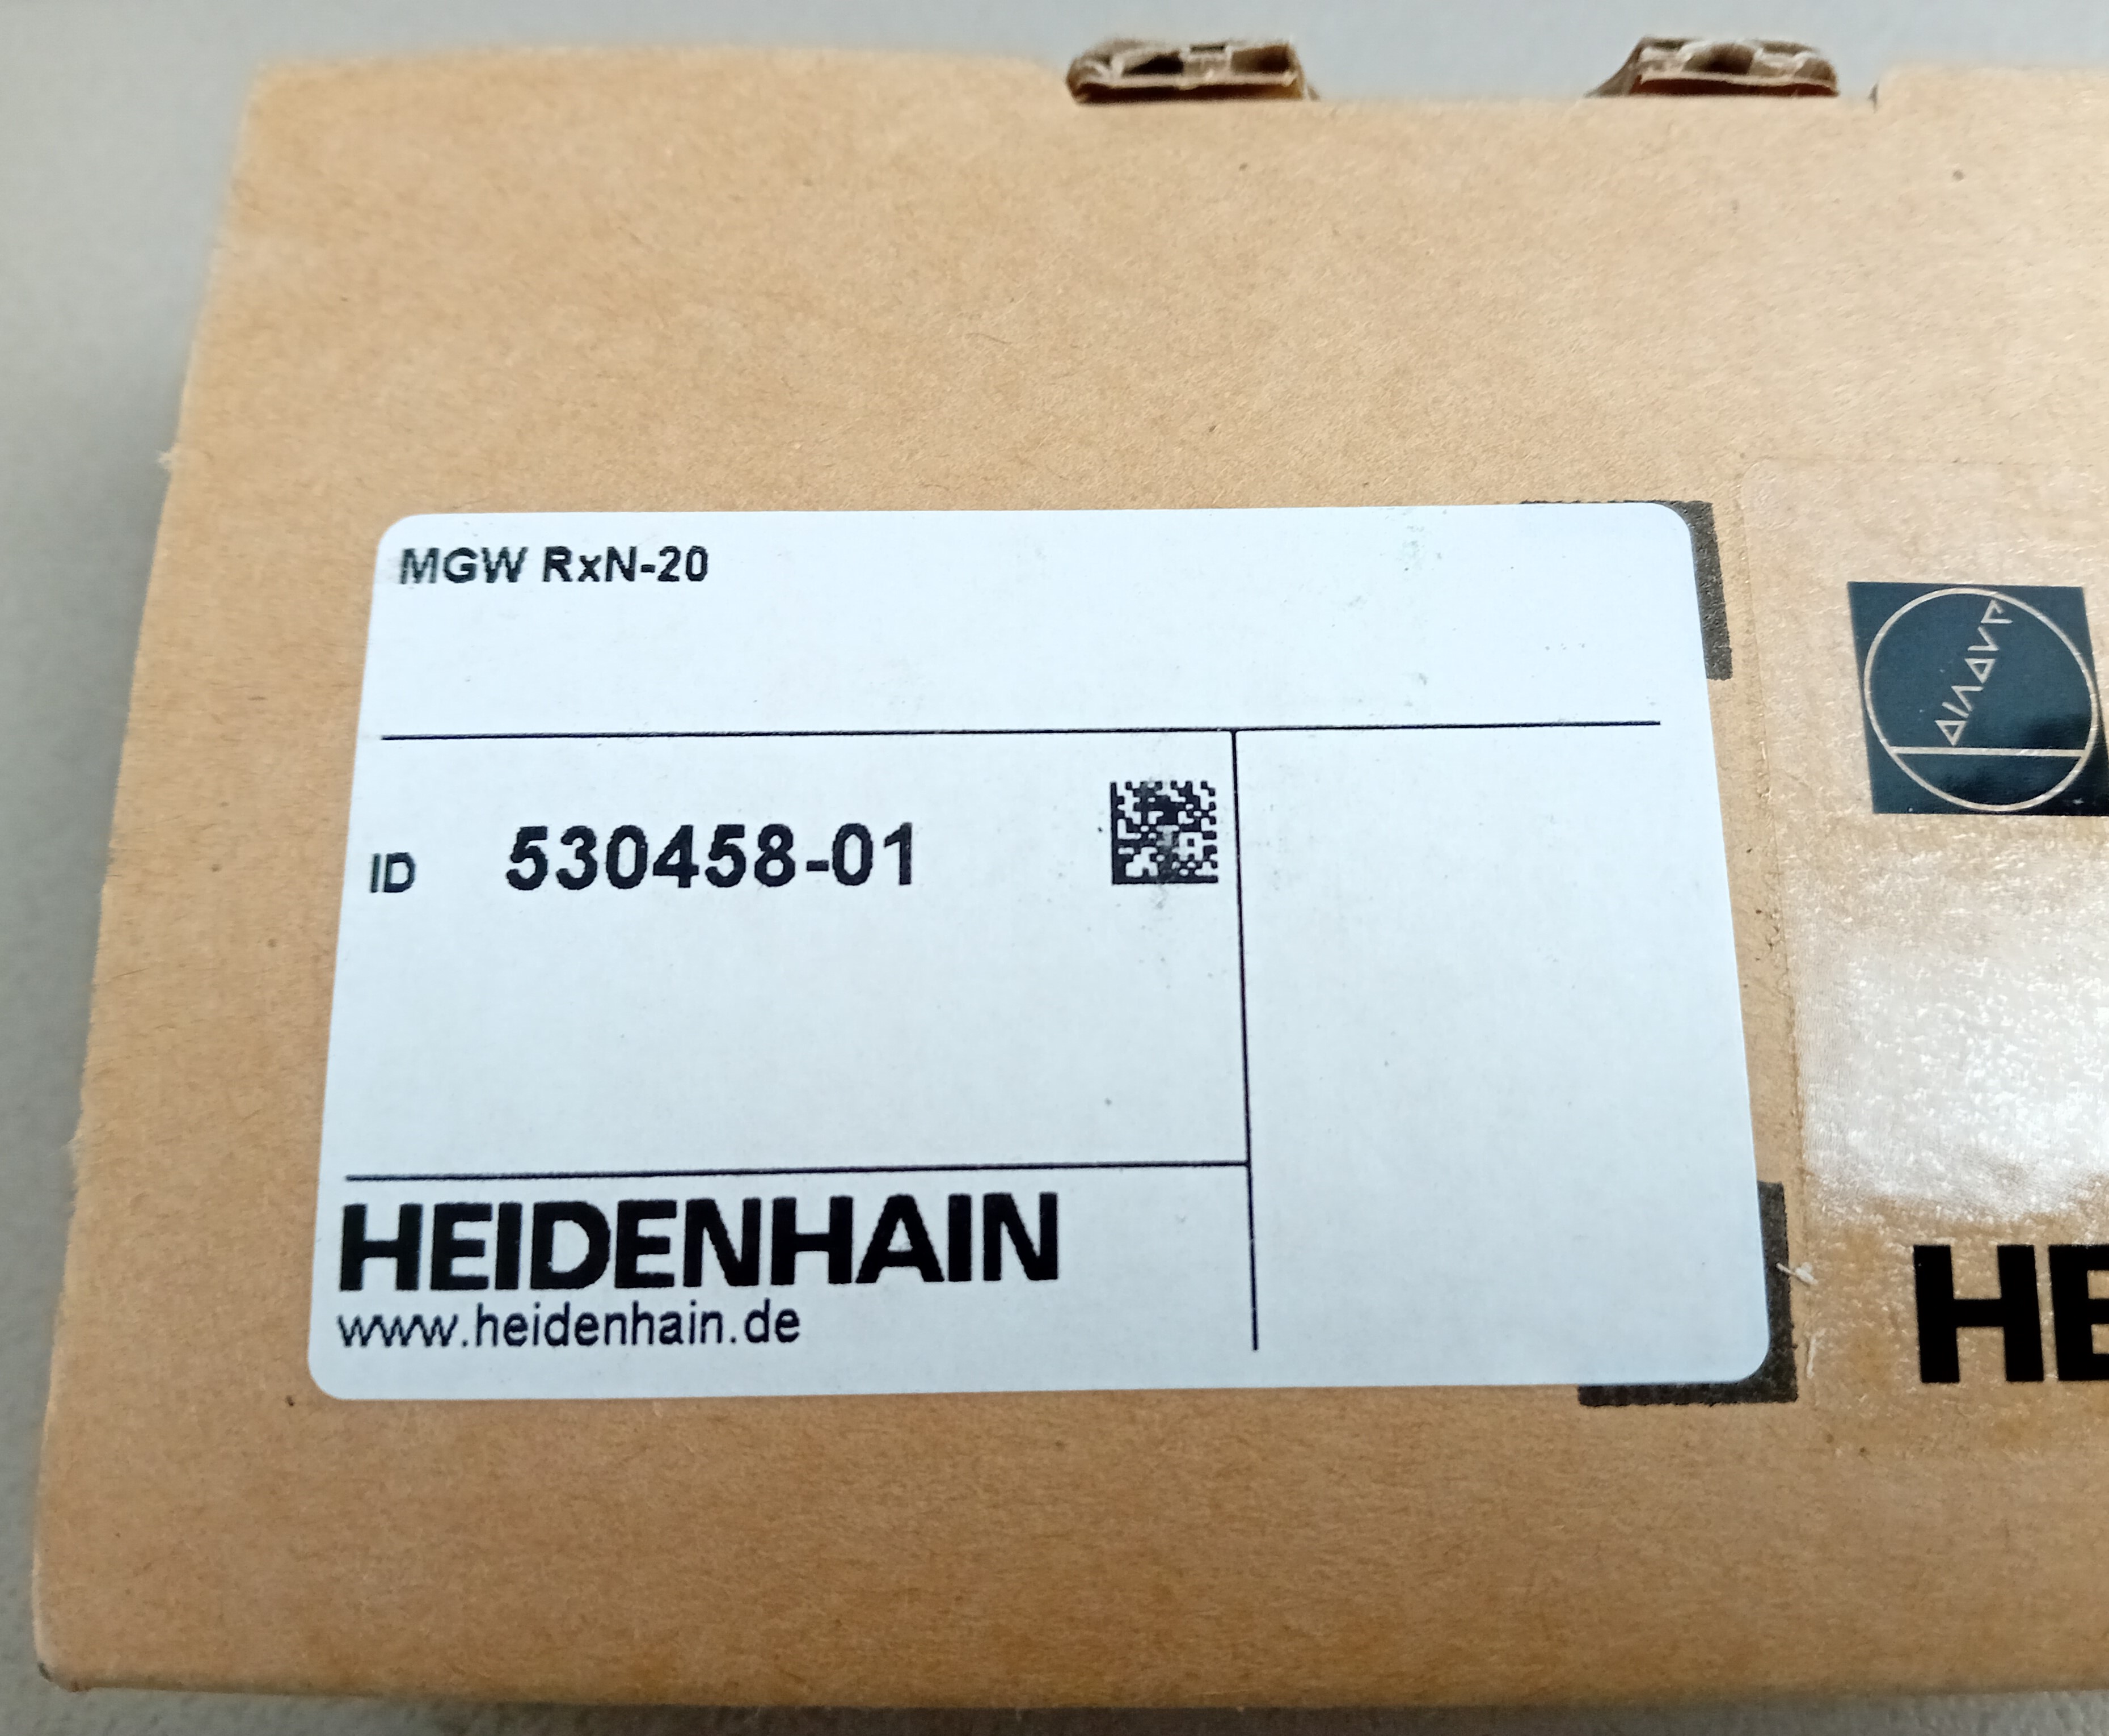 MGW RxN-20
ID 530458-01
HEIDENHAIN
www.heidenhain.de